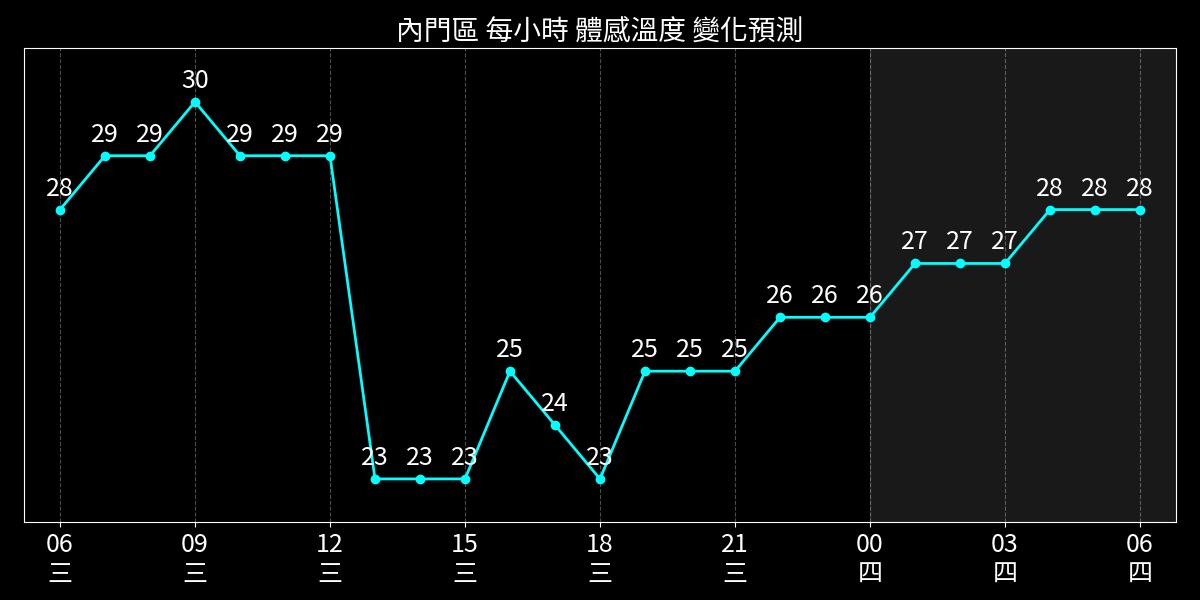 內門區 每小時 體感溫度 變化預測
28 29 29 30 29 29 29 23 23 23 25 24 23 25 25 25 26 26 26 27 27 27 28 28 28
06 09 12 15 18 21 00 03 06
三 三 三 三 三 三 四 四 四